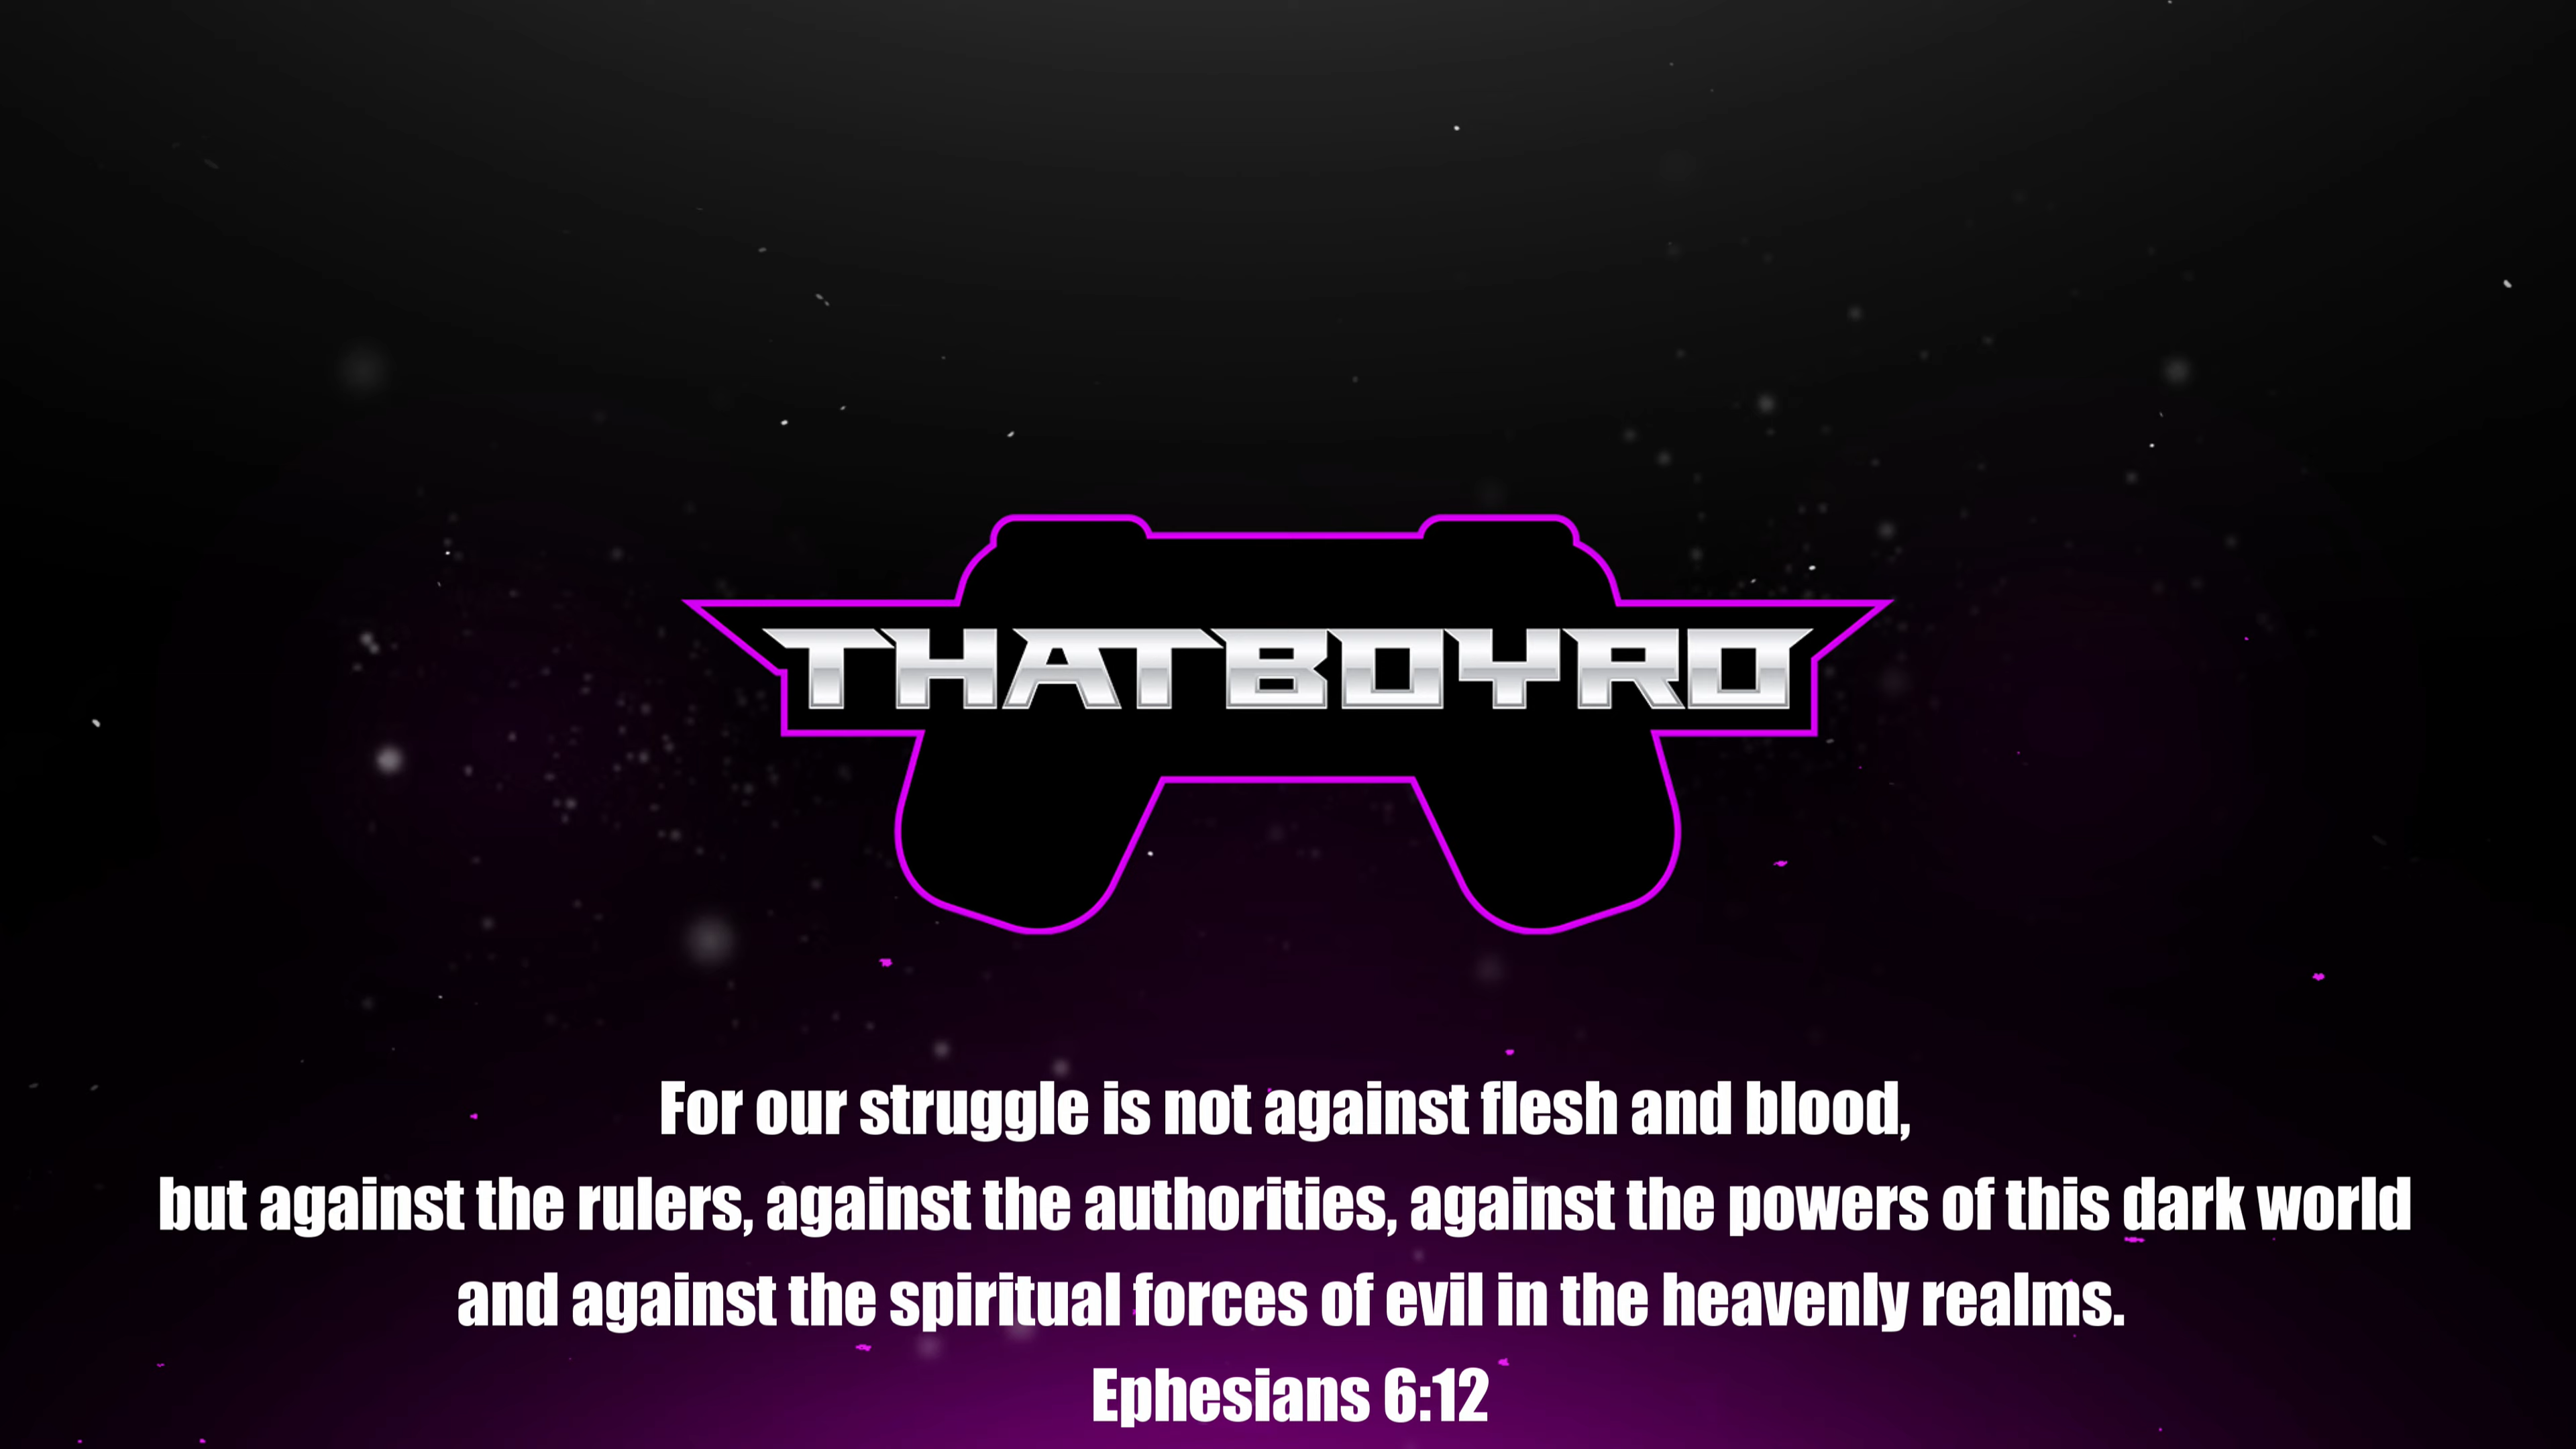 THATBOYRO
For our struggle is not against flesh and blood,
but against the rulers, against the authorities, against the powers of this dark world
and against the spiritual forces of evil in the heavenly realms.
Ephesians 6:12